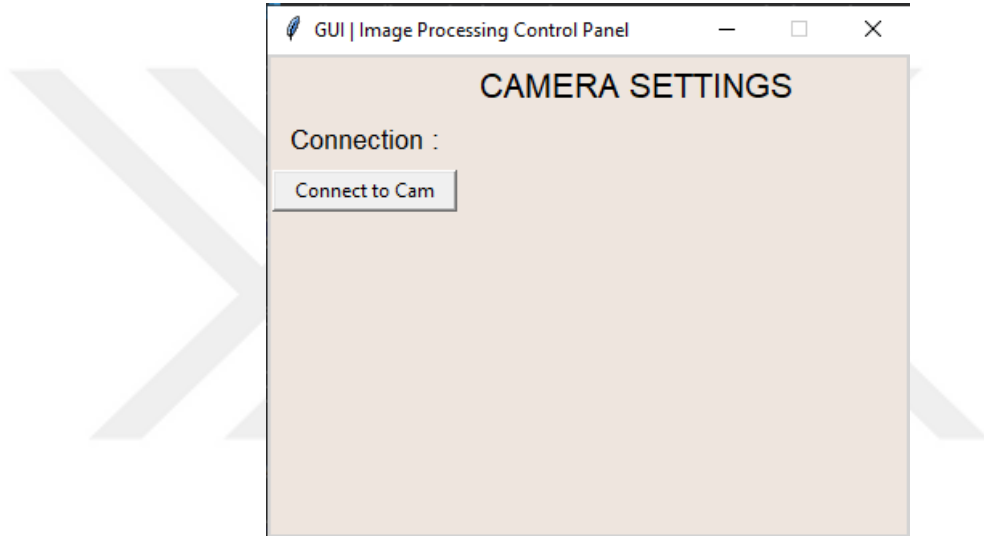 GUI | Image Processing Control Panel
CAMERA SETTINGS
Connection :
Connect to Cam